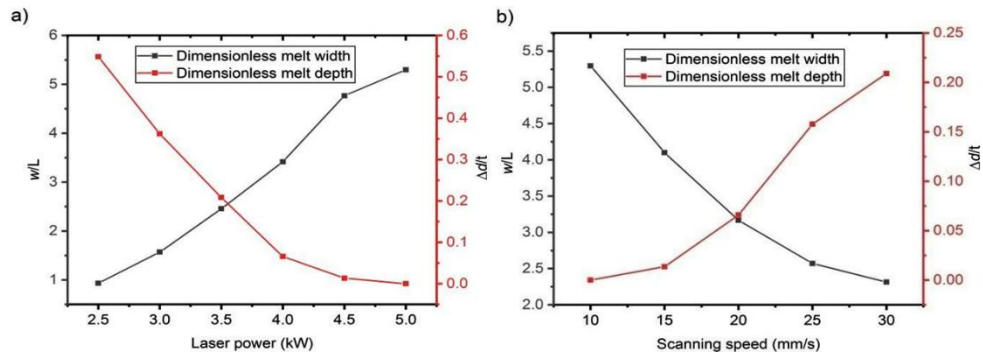 a)
Dimensionless melt width
Dimensionless melt depth
w/L
6
5
4
3
2
1
Δd/t
0.6
0.5
0.4
0.3
0.2
0.1
0.0
2.5 3.0 3.5 4.0 4.5 5.0
Laser power (kW)
b)
Dimensionless melt width
Dimensionless melt depth
w/L
5.5
5.0
4.5
4.0
3.5
3.0
2.5
2.0
Δd/t
0.25
0.20
0.15
0.10
0.05
0.00
10 15 20 25 30
Scanning speed (mm/s)